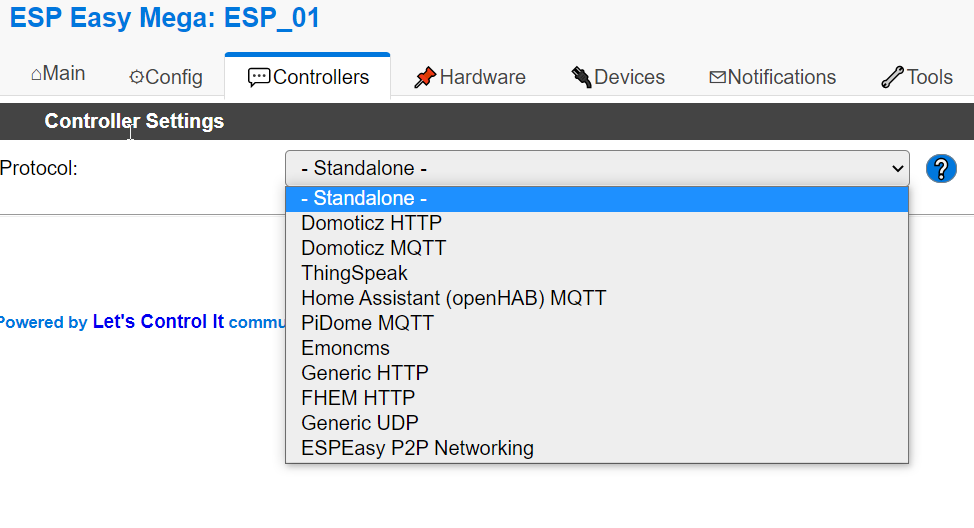 ESP Easy Mega: ESP_01
Main Config Controllers Hardware Devices Notifications Tools
Controller Settings
Protocol: - Standalone - ?
- Standalone -
Domoticz HTTP
Domoticz MQTT
ThingSpeak
Home Assistant (openHAB) MQTT
PiDome MQTT
Emoncms
Generic HTTP
FHEM HTTP
Generic UDP
ESPEasy P2P Networking
Powered by Let's Control It commu